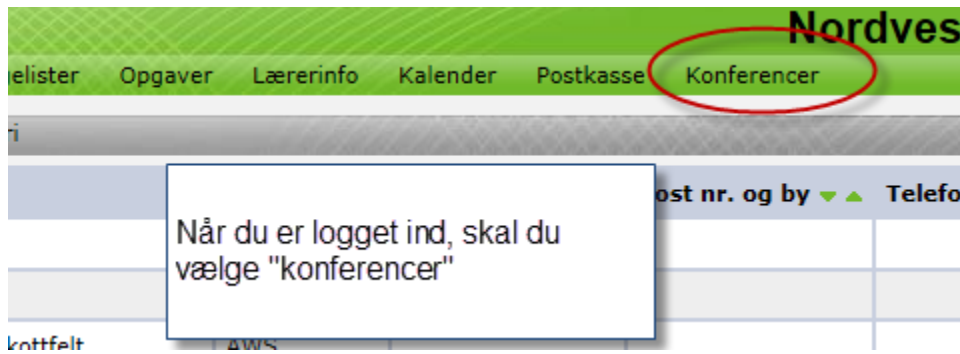 Nordves
elister Opgaver Lærerinfo Kalender Postkasse Konferencer
ri
ost nr. og by Telefo
Når du er logget ind, skal du
vælge "konferencer"
kottfelt AWS